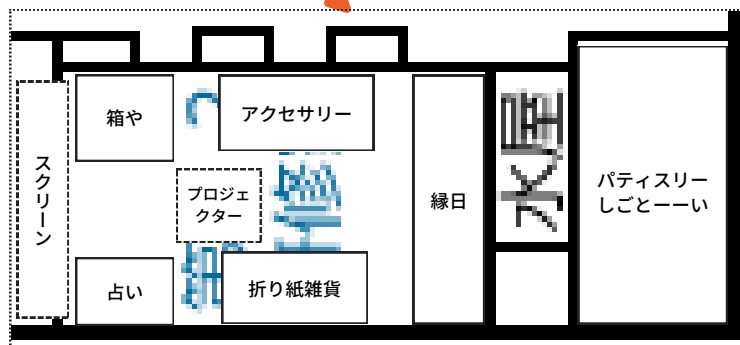 スクリーン
箱や
アクセサリー
プロジェ
クター
占い
折り紙雑貨
縁日
水屋
パティスリー
しごとーーい